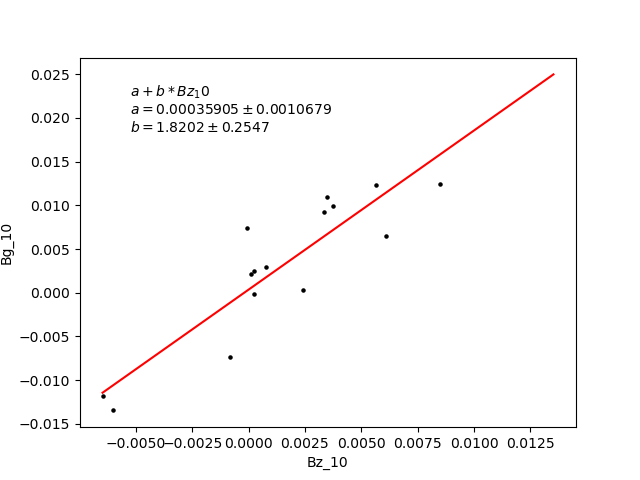 0.025
0.020
0.015
0.010
0.005
0.000
−0.005
−0.010
−0.015
a + b * Bz₁0
a = 0.00035905 ± 0.0010679
b = 1.8202 ± 0.2547
Bg_10
−0.0050 −0.0025 0.0000 0.0025 0.0050 0.0075 0.0100 0.0125
Bz_10